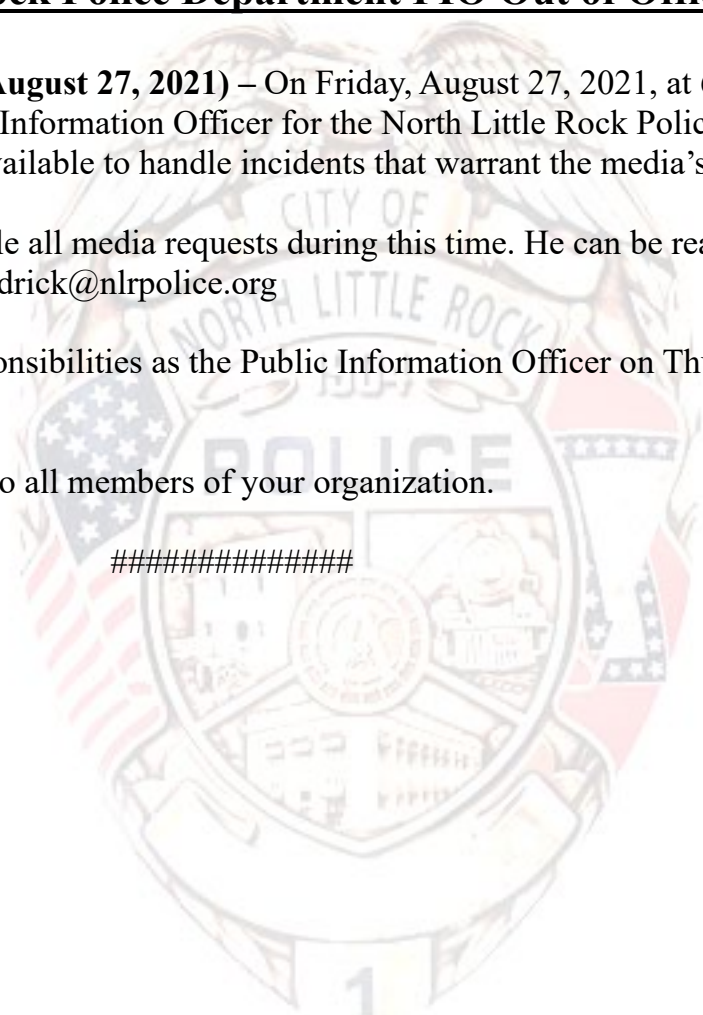 ck Police Department PIO Out of Offi
August 27, 2021) – On Friday, August 27, 2021, at
Information Officer for the North Little Rock Polic
vailable to handle incidents that warrant the media's
CITY OF
le all media requests during this time. He can be rea
drick@nlrpolice.org
NORTH LITTLE ROCK
onsibilities as the Public Information Officer on Th
1904
POLICE
o all members of your organization.
##############
1